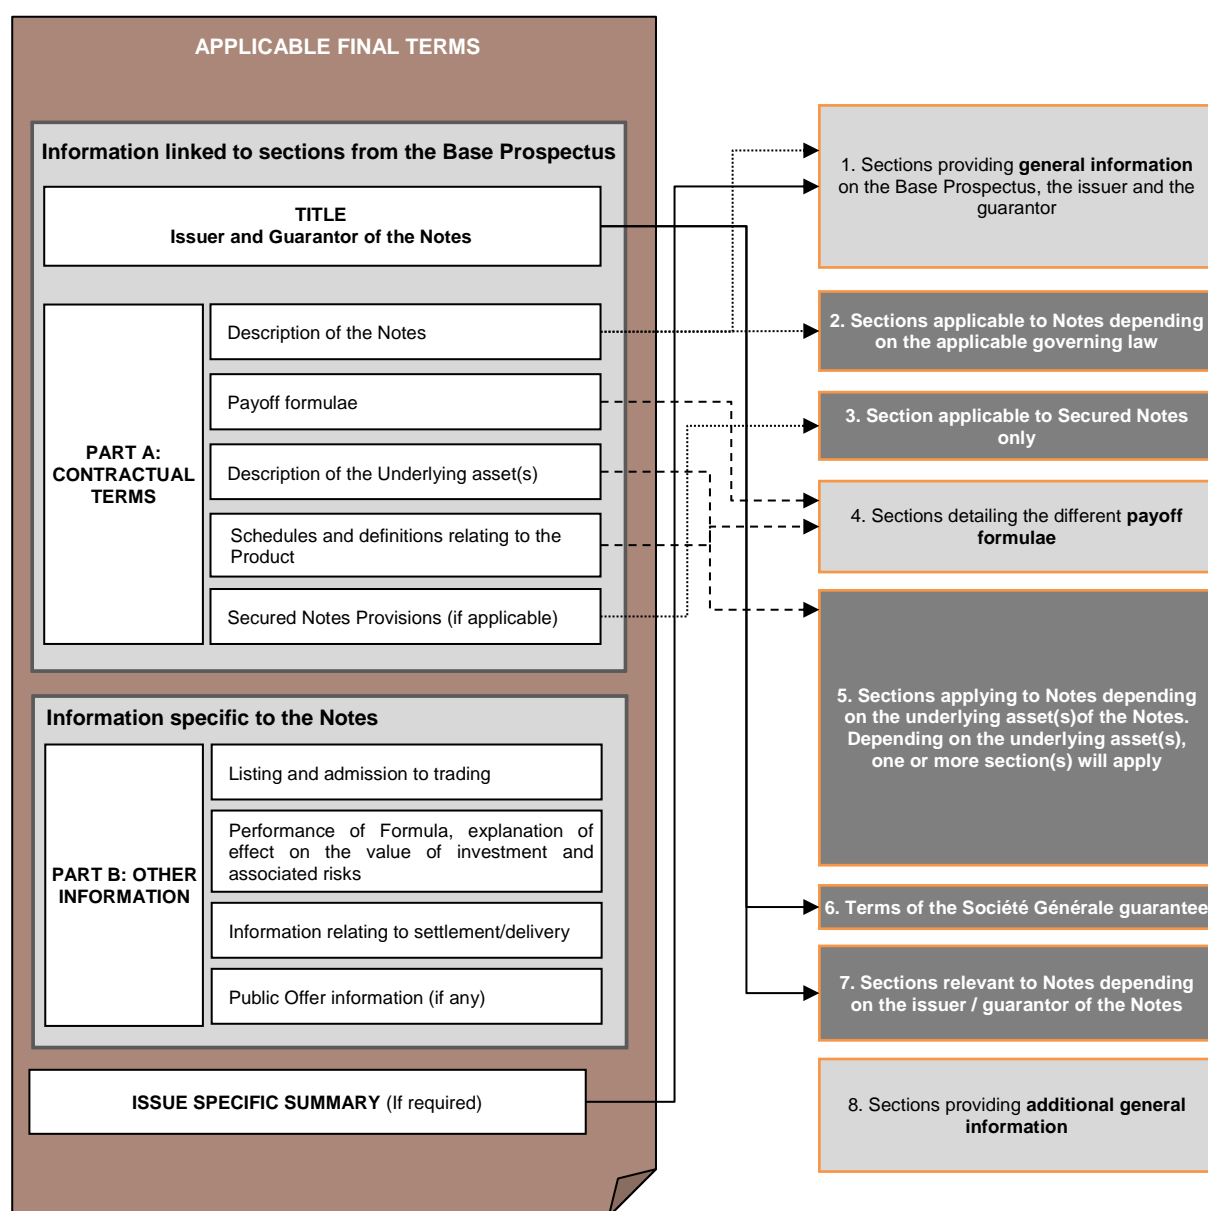 APPLICABLE FINAL TERMS
Information linked to sections from the Base Prospectus
TITLE
Issuer and Guarantor of the Notes
PART A:
CONTRACTUAL
TERMS
Description of the Notes
Payoff formulae
Description of the Underlying asset(s)
Schedules and definitions relating to the
Product
Secured Notes Provisions (if applicable)
Information specific to the Notes
PART B: OTHER
INFORMATION
Listing and admission to trading
Performance of Formula, explanation of
effect on the value of investment and
associated risks
Information relating to settlement/delivery
Public Offer information (if any)
ISSUE SPECIFIC SUMMARY (If required)
1. Sections providing general information
on the Base Prospectus, the issuer and the
guarantor
2. Sections applicable to Notes depending
on the applicable governing law
3. Section applicable to Secured Notes
only
4. Sections detailing the different payoff
formulae
5. Sections applying to Notes depending
on the underlying asset(s)of the Notes.
Depending on the underlying asset(s),
one or more section(s) will apply
6. Terms of the Société Générale guarantee
7. Sections relevant to Notes depending
on the issuer / guarantor of the Notes
8. Sections providing additional general
information